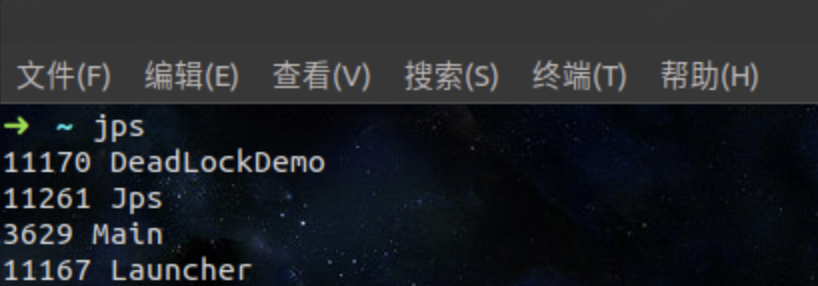 文件(F) 编辑(E) 查看(V) 搜索(S) 终端(T) 帮助(H)
➜ ~ jps
11170 DeadLockDemo
11261 Jps
3629 Main
11167 Launcher